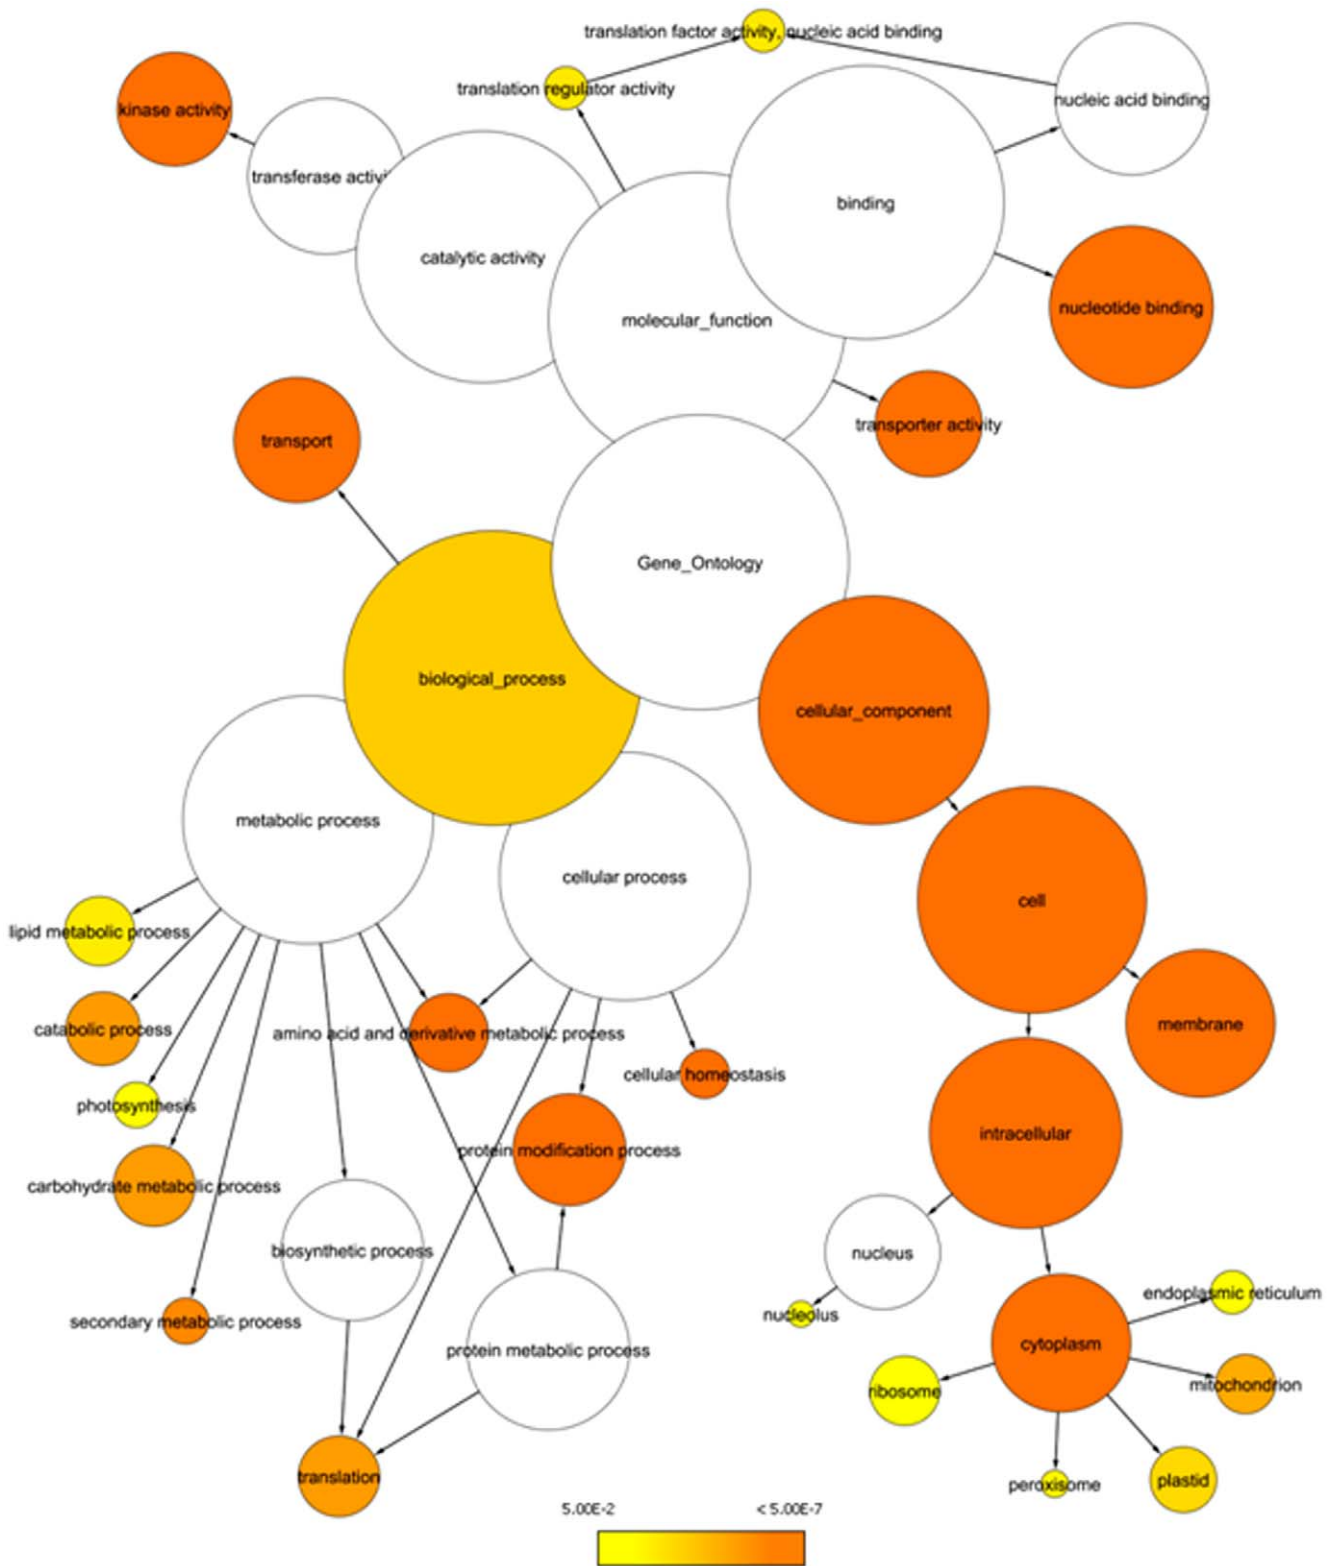 translation factor activity, nucleic acid binding
translation regulator activity
nucleic acid binding
kinase activity
transferase activi
binding
catalytic activity
nucleotide binding
molecular_function
transporter activity
transport
Gene_Ontology
biological_process
cellular_component
metabolic process
cellular process
cell
lipid metabolic process
membrane
catabolic process
amino acid and derivative metabolic process
cellular homeostasis
photosynthesis
intracellular
protein modification process
carbohydrate metabolic process
biosynthetic process
nucleus
endoplasmic reticulum
nucleolus
secondary metabolic process
cytoplasm
protein metabolic process
mitochondrion
ribosome
translation
plastid
peroxisome
5.00E-2
< 5.00E-7